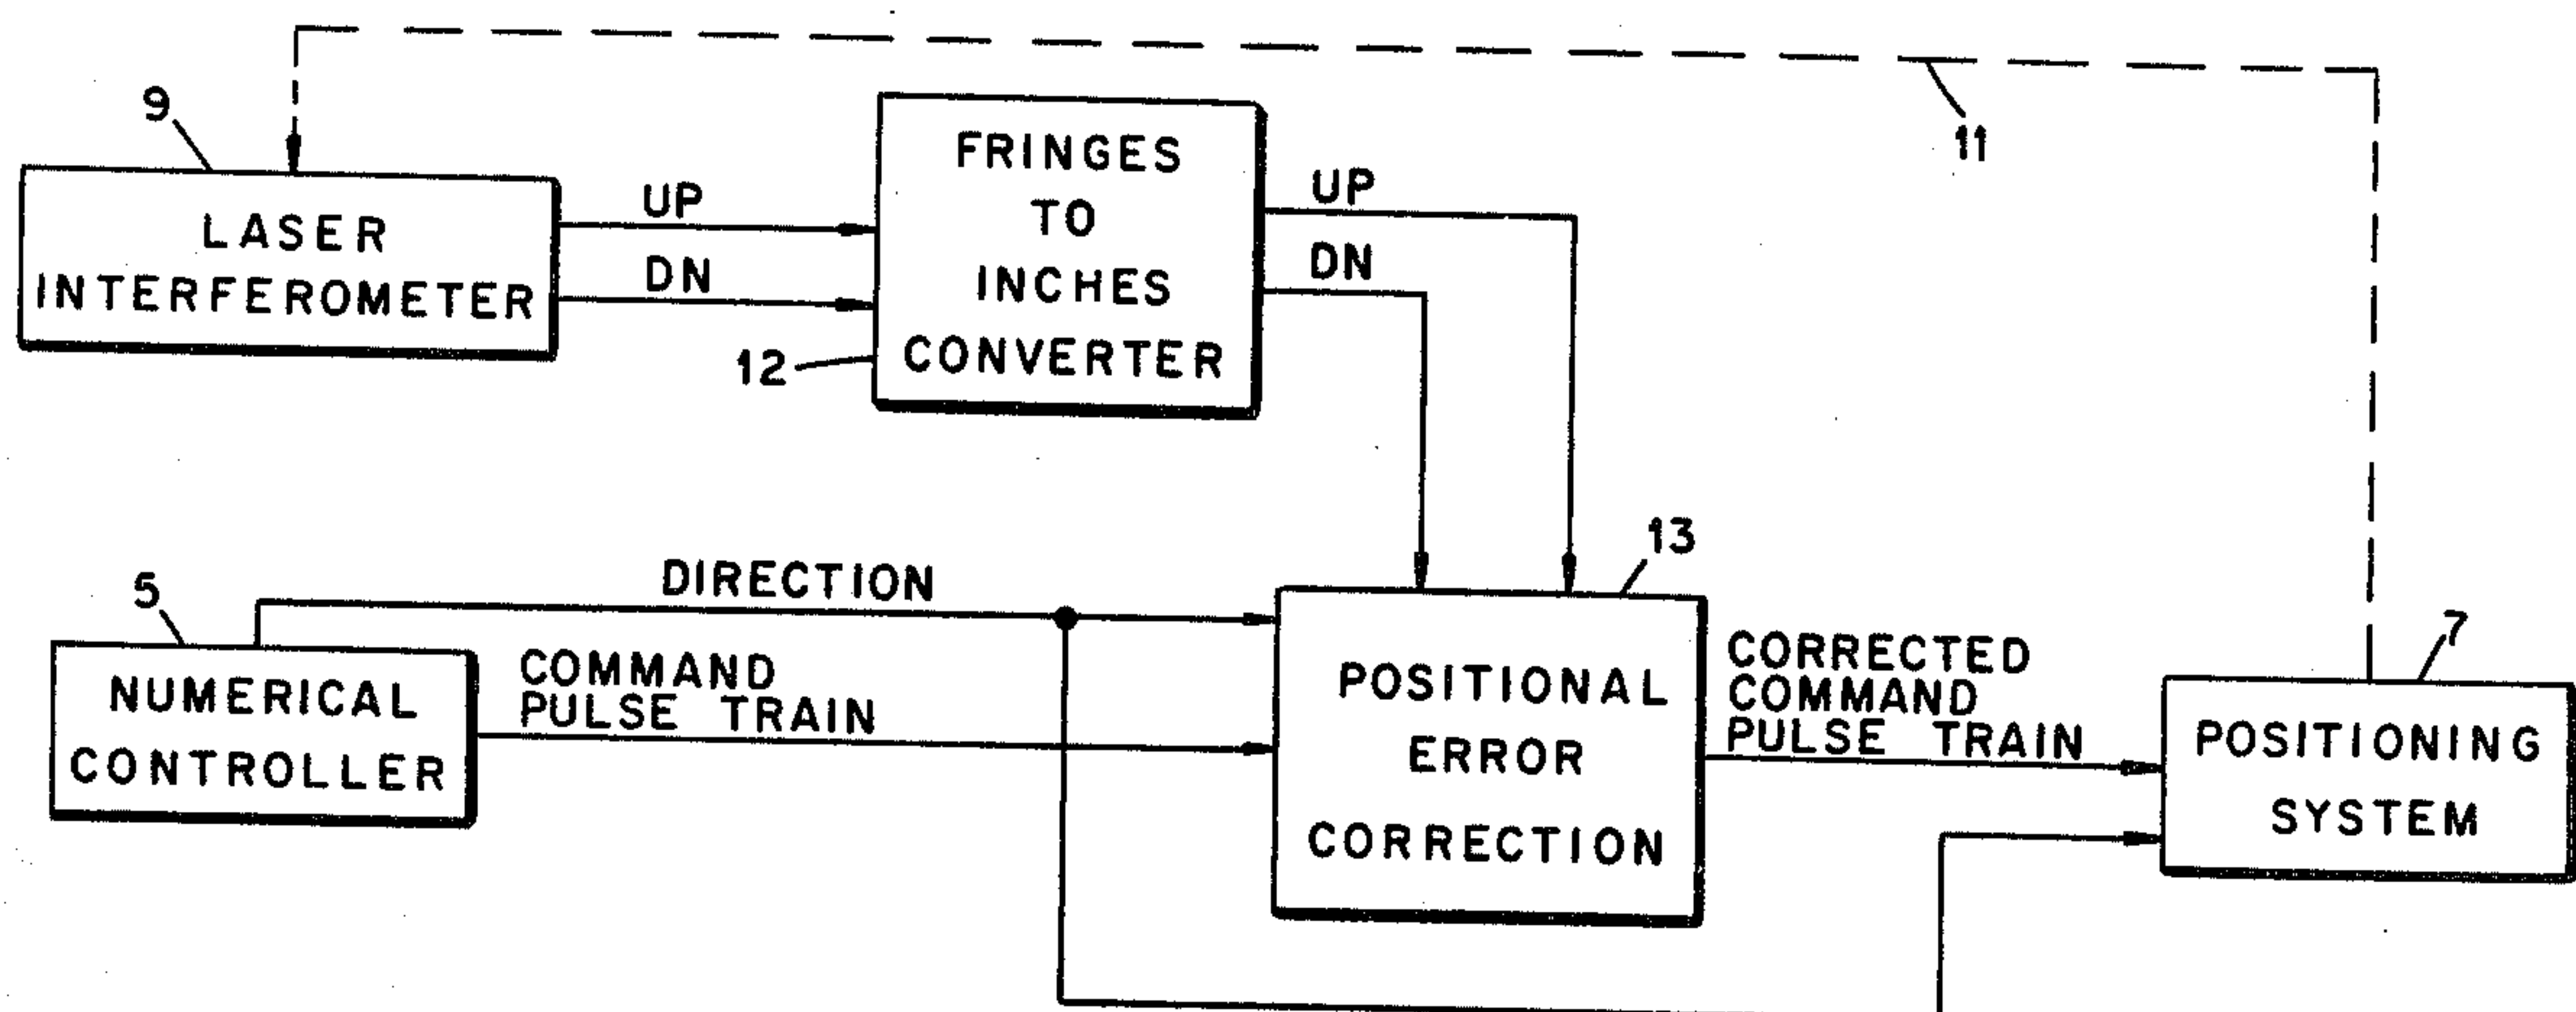 11
9
LASER
INTERFEROMETER
UP
DN
12
FRINGES
TO
INCHES
CONVERTER
UP
DN
5
NUMERICAL
CONTROLLER
DIRECTION
COMMAND
PULSE TRAIN
13
POSITIONAL
ERROR
CORRECTION
CORRECTED
COMMAND
PULSE TRAIN
7
POSITIONING
SYSTEM